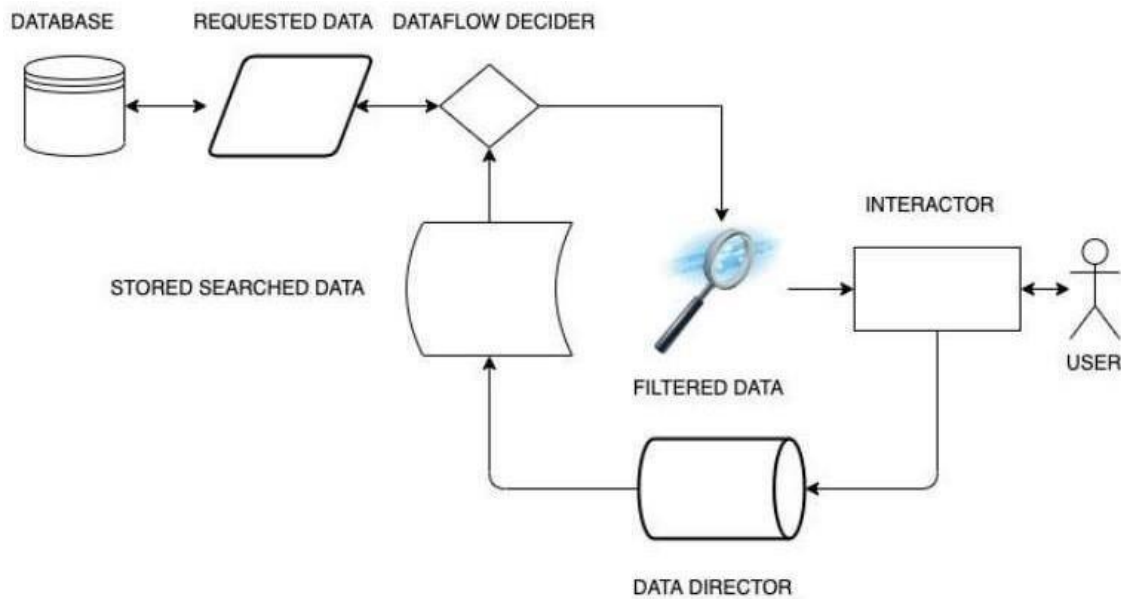 DATABASE
REQUESTED DATA
DATAFLOW DECIDER
INTERACTOR
STORED SEARCHED DATA
USER
FILTERED DATA
DATA DIRECTOR